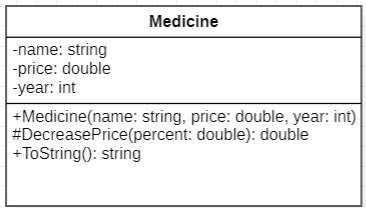 Medicine
-name: string
-price: double
-year: int
+Medicine(name: string, price: double, year: int)
#DecreasePrice(percent: double): double
+ToString(): string